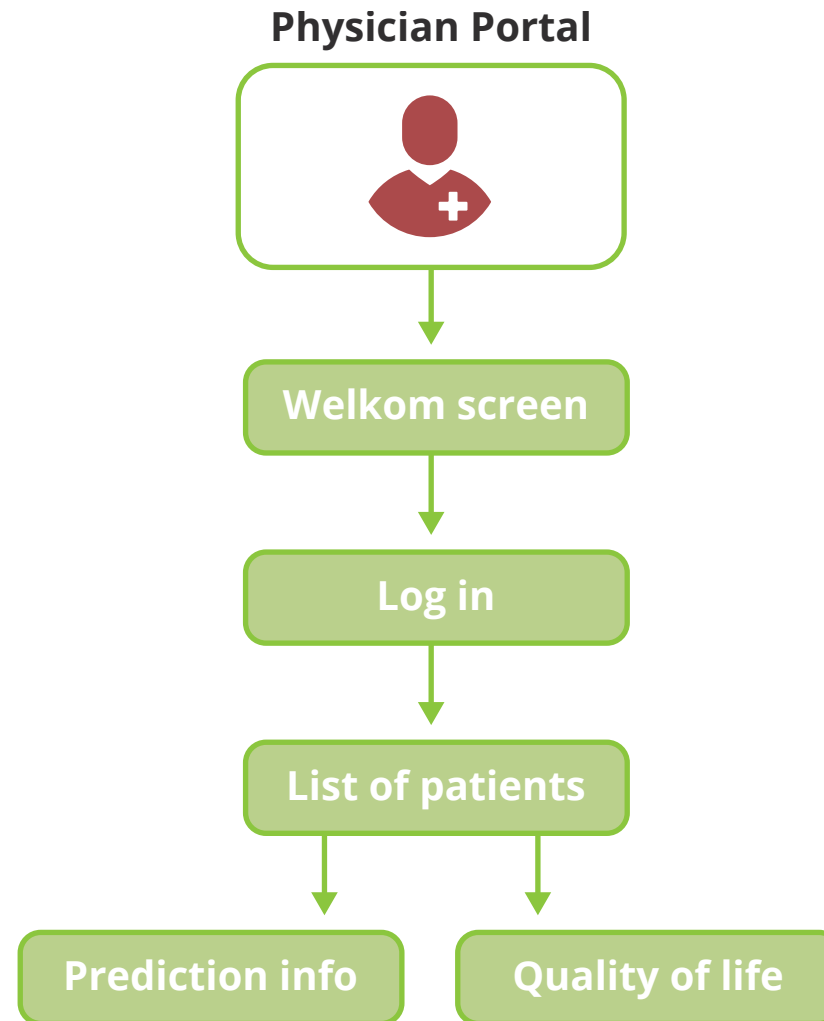 Physician Portal
Welkom screen
Log in
List of patients
Prediction info
Quality of life